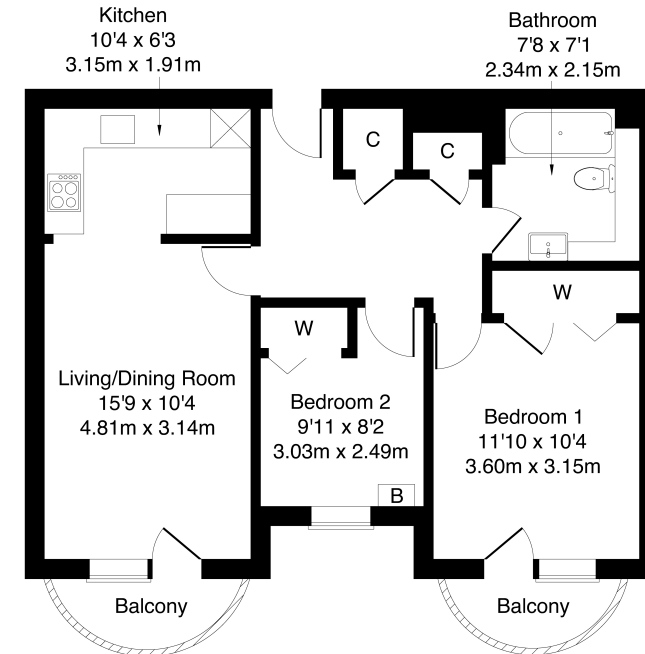 Kitchen
10'4 x 6'3
3.15m x 1.91m
Bathroom
7'8 x 7'1
2.34m x 2.15m
C
C
W
W
Living/Dining Room
15'9 x 10'4
4.81m x 3.14m
Bedroom 2
9'11 x 8'2
3.03m x 2.49m
Bedroom 1
11'10 x 10'4
3.60m x 3.15m
B
Balcony
Balcony